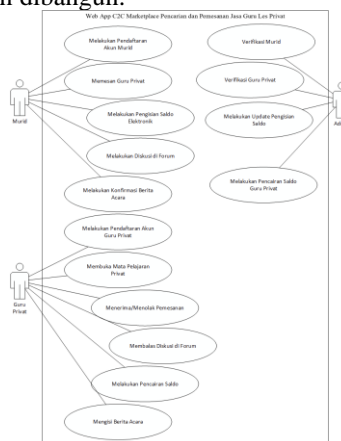 dibangun.
Web App C2C Marketplace Pencarian dan Pemesanan Jasa Guru Les Privat
Melakukan Pendaftaran
Akun Murid
Memesan Guru Privat
Melakukan Pengisian Saldo
Elektronik
Melakukan Diskusi di Forum
Melakukan Konfirmasi Berita
Acara
Murid
Verifikasi Murid
Verifikasi Guru Privat
Melakukan Update Pengisian
Saldo
Melakukan Pencairan Saldo
Guru Privat
Melakukan Pendaftaran Akun
Guru Privat
Membuka Mata Pelajaran
Privat
Menerima/Menolak Pemesanan
Membalas Diskusi di Forum
Melakukan Pencairan Saldo
Mengisi Berita Acara
Guru
Privat